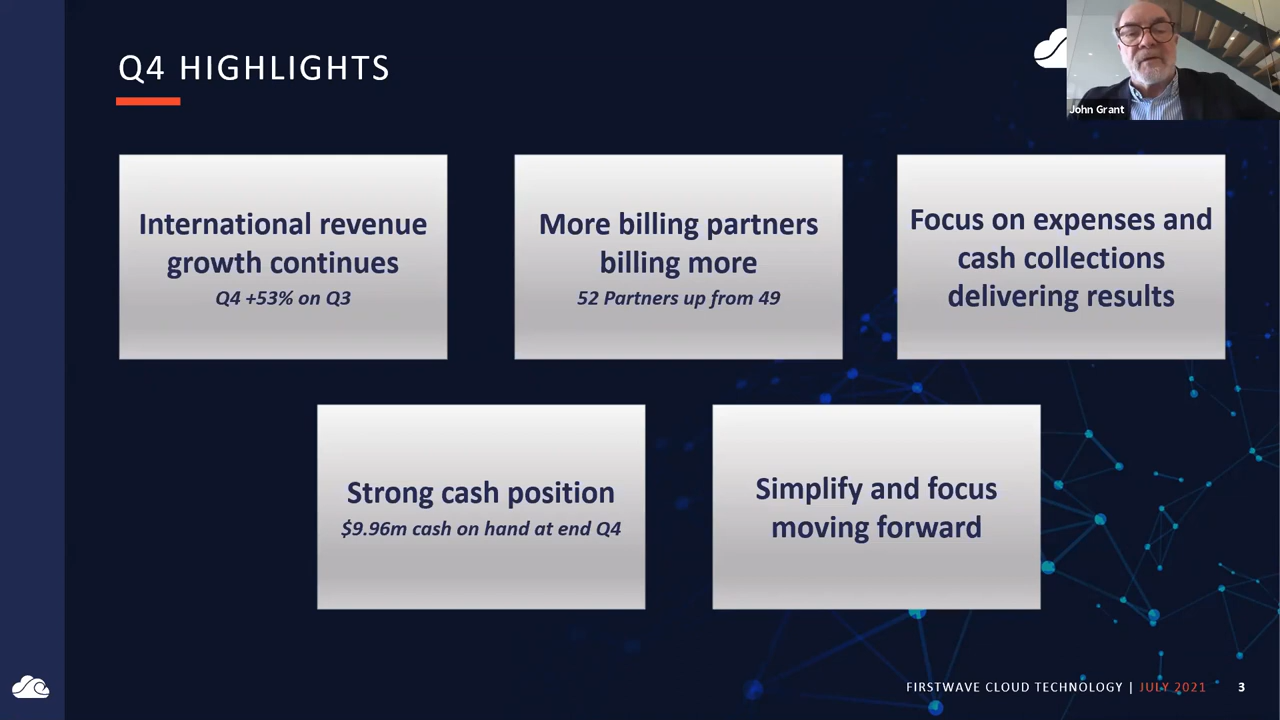 Q4 HIGHLIGHTS
John Grant
International revenue
growth continues
Q4 +53% on Q3
More billing partners
billing more
52 Partners up from 49
Focus on expenses and
cash collections
delivering results
Strong cash position
$9.96m cash on hand at end Q4
Simplify and focus
moving forward
FIRSTWAVE CLOUD TECHNOLOGY | JULY 2021 3